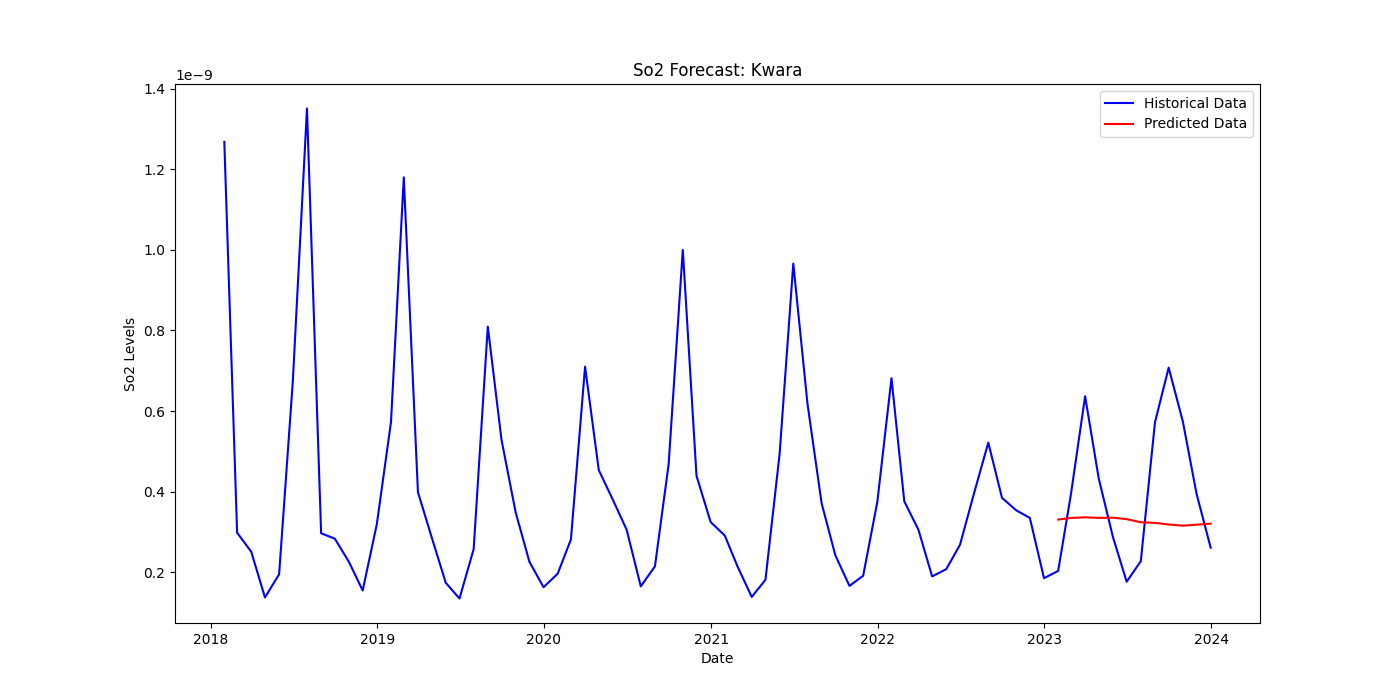 So2 Forecast: Kwara
1e−9
Historical Data
Predicted Data
1.4
1.2
1.0
0.8
0.6
0.4
0.2
So2 Levels
2018 2019 2020 2021 2022 2023 2024
Date